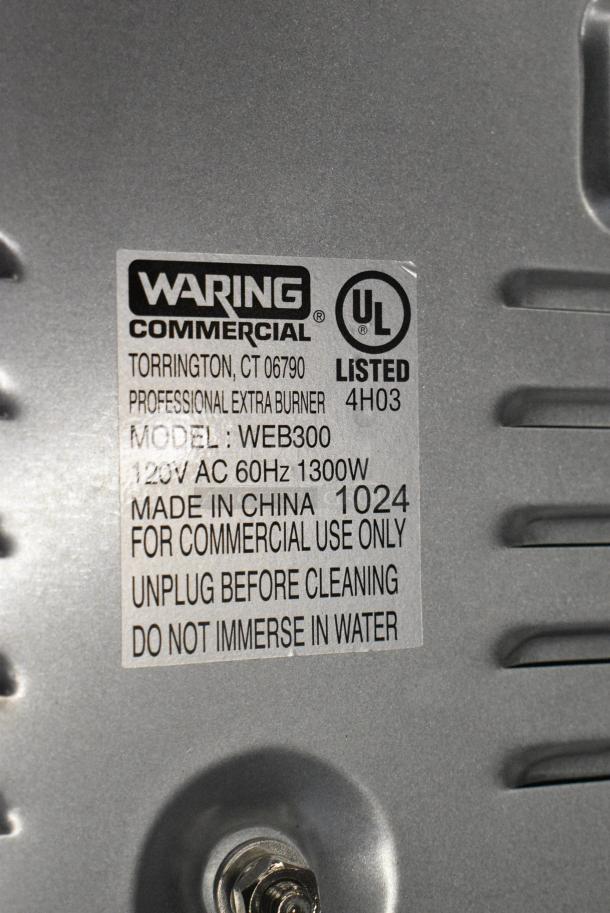 WARING
COMMERCIAL®
UL®
LISTED
TORRINGTON, CT 06790
PROFESSIONAL EXTRA BURNER 4H03
MODEL : WEB300
120V AC 60Hz 1300W
MADE IN CHINA 1024
FOR COMMERCIAL USE ONLY
UNPLUG BEFORE CLEANING
DO NOT IMMERSE IN WATER